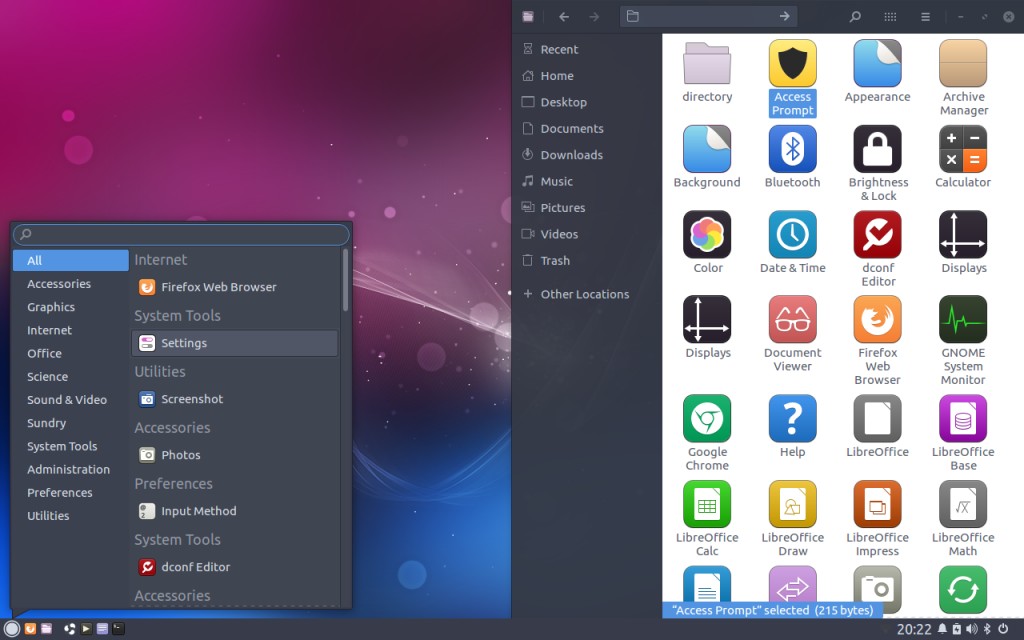 All
Accessories
Graphics
Internet
Office
Science
Sound & Video
Sundry
System Tools
Administration
Preferences
Utilities
Internet
Firefox Web Browser
System Tools
Settings
Utilities
Screenshot
Accessories
Photos
Preferences
Input Method
System Tools
dconf Editor
Accessories
Recent
Home
Desktop
Documents
Downloads
Music
Pictures
Videos
Trash
Other Locations
directory
Access
Prompt
Appearance
Archive
Manager
Background
Bluetooth
Brightness
& Lock
Calculator
Color
Date & Time
dconf
Editor
Displays
Displays
Document
Viewer
Firefox
Web
Browser
GNOME
System
Monitor
Google
Chrome
Help
LibreOffice
LibreOffice
Base
LibreOffice
Calc
LibreOffice
Draw
LibreOffice
Impress
LibreOffice
Math
“Access Prompt” selected (215 bytes)
20:22